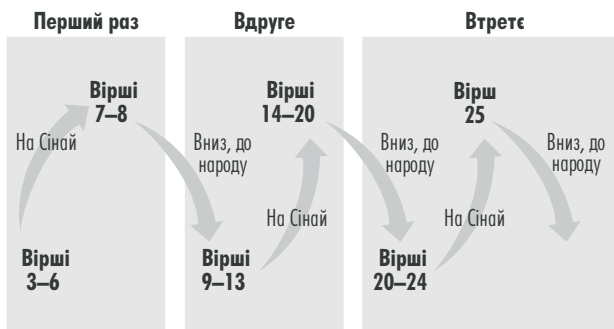 Перший раз
Вдруге
Втретє
Вірші
7–8
Вірші
14–20
Вірш
25
На Сінай
Вниз, до
народу
Вниз, до
народу
Вниз, до
народу
На Сінай
На Сінай
Вірші
3–6
Вірші
9–13
Вірші
20–24